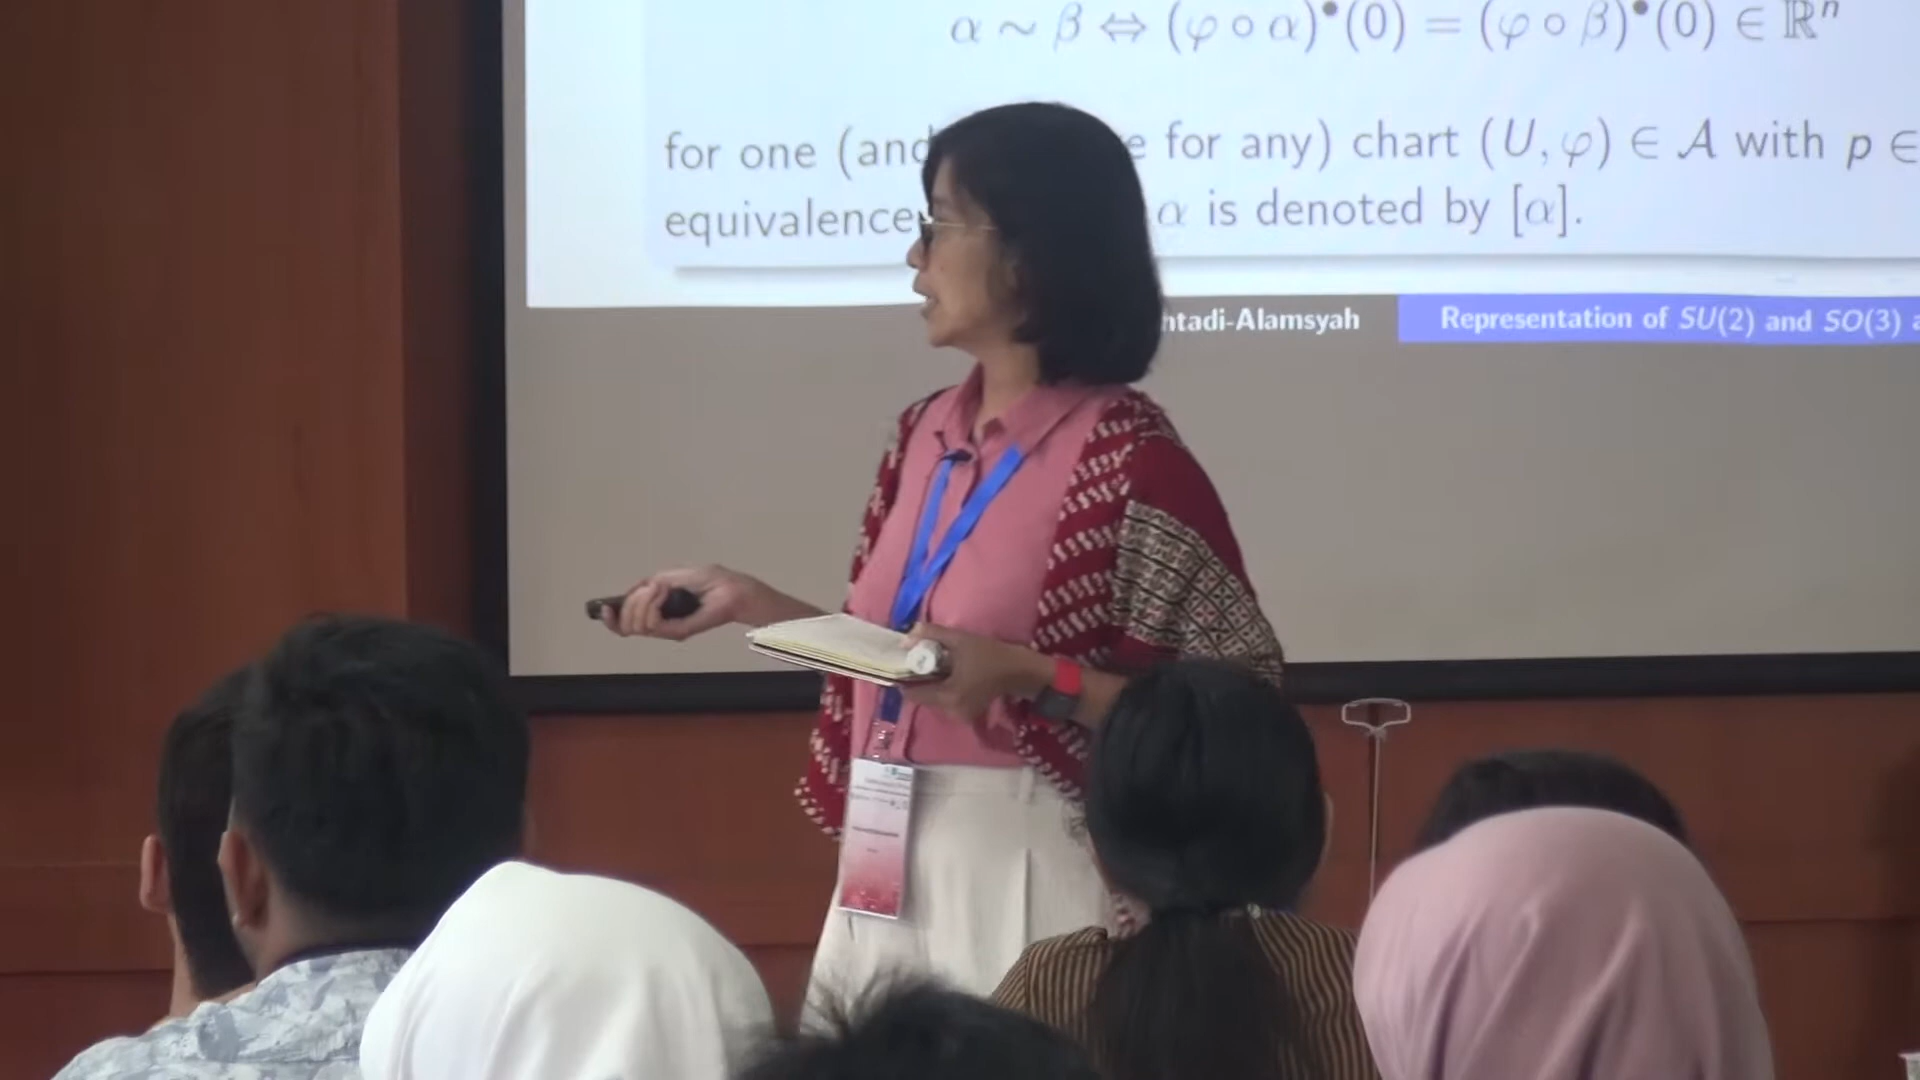 α ∼ β ⇔ (φ ∘ α)•(0) = (φ ∘ β)•(0) ∈ ℝⁿ
for one (and for any) chart (U, φ) ∈ 𝒜 with p ∈
equivalence α is denoted by [α].
htadi-Alamsyah Representation of SU(2) and SO(3)